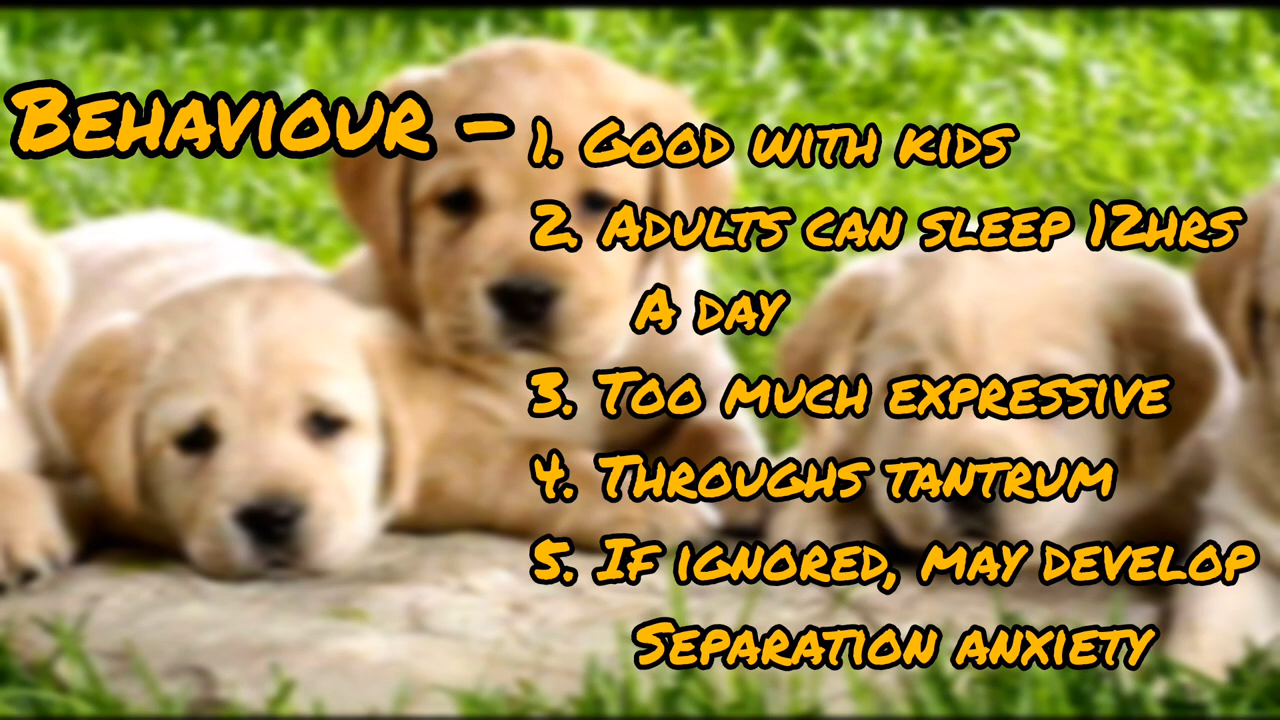 Behaviour -
1. Good with kids
2. Adults can sleep 12hrs
A day
3. Too much expressive
4. Throughs tantrum
5. If ignored, may develop
Separation anxiety